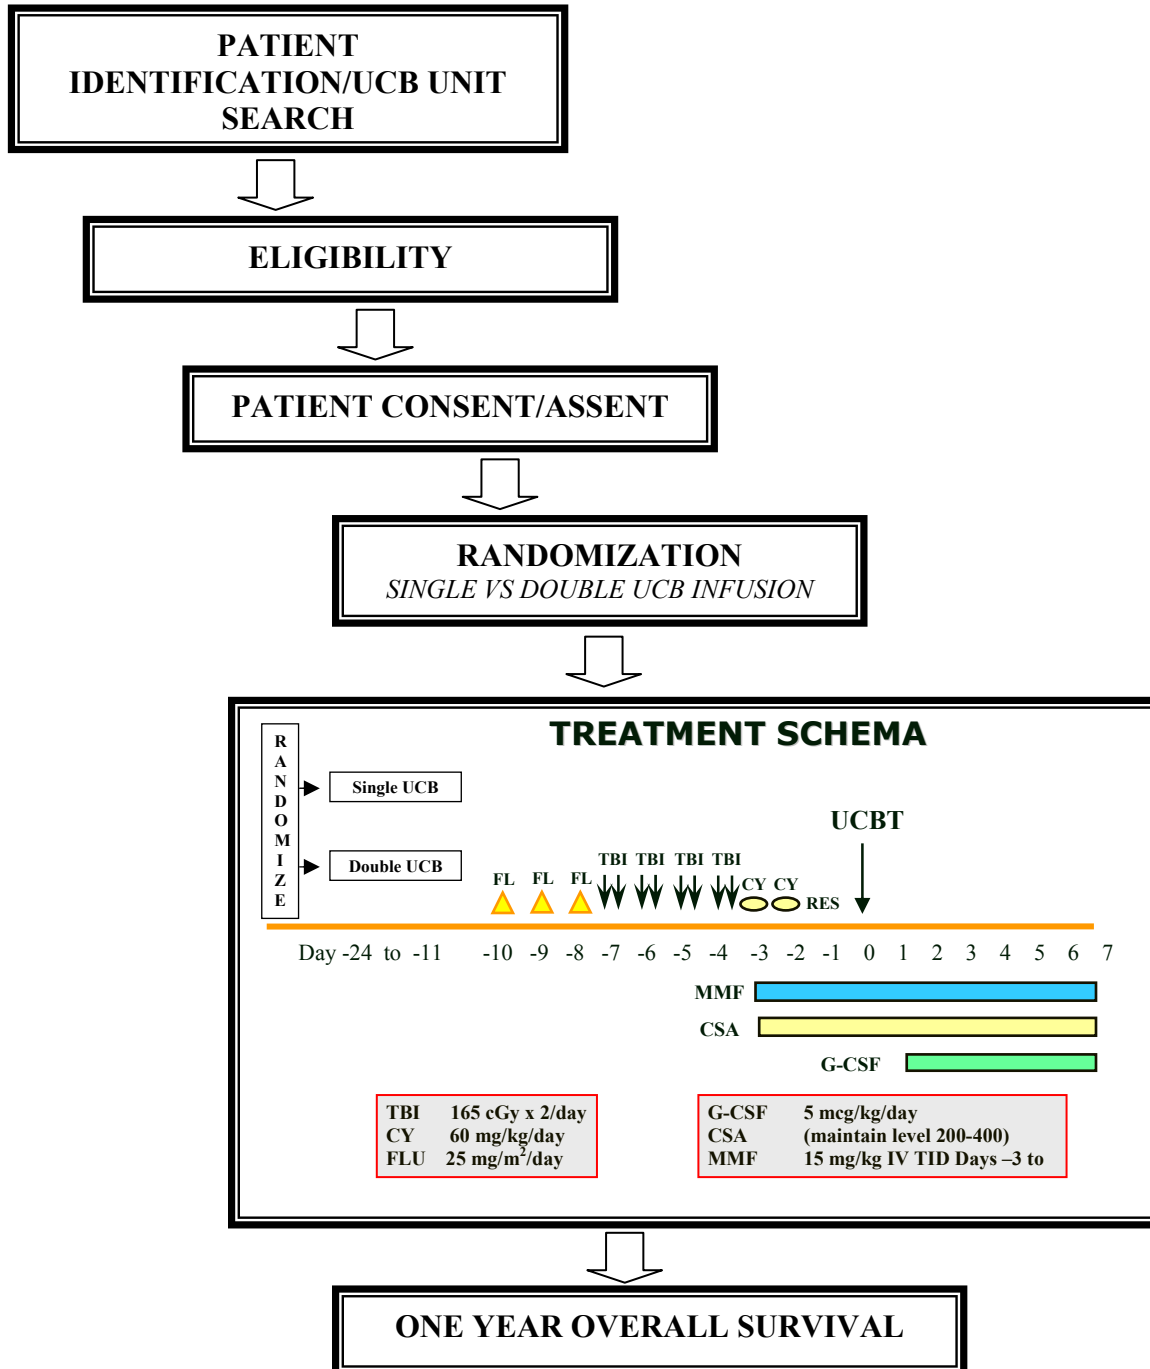 PATIENT
IDENTIFICATION/UCB UNIT
SEARCH
ELIGIBILITY
PATIENT CONSENT/ASSENT
RANDOMIZATION
SINGLE VS DOUBLE UCB INFUSION
TREATMENT SCHEMA
R
A
N
D
O
M
I
Z
E
Single UCB
Double UCB
UCBT
TBI TBI TBI TBI
FL FL FL
CY CY
RES
Day -24 to -11 -10 -9 -8 -7 -6 -5 -4 -3 -2 -1 0 1 2 3 4 5 6 7
MMF
CSA
G-CSF
TBI 165 cGy x 2/day
CY 60 mg/kg/day
FLU 25 mg/m²/day
G-CSF 5 mcg/kg/day
CSA (maintain level 200-400)
MMF 15 mg/kg IV TID Days –3 to
ONE YEAR OVERALL SURVIVAL